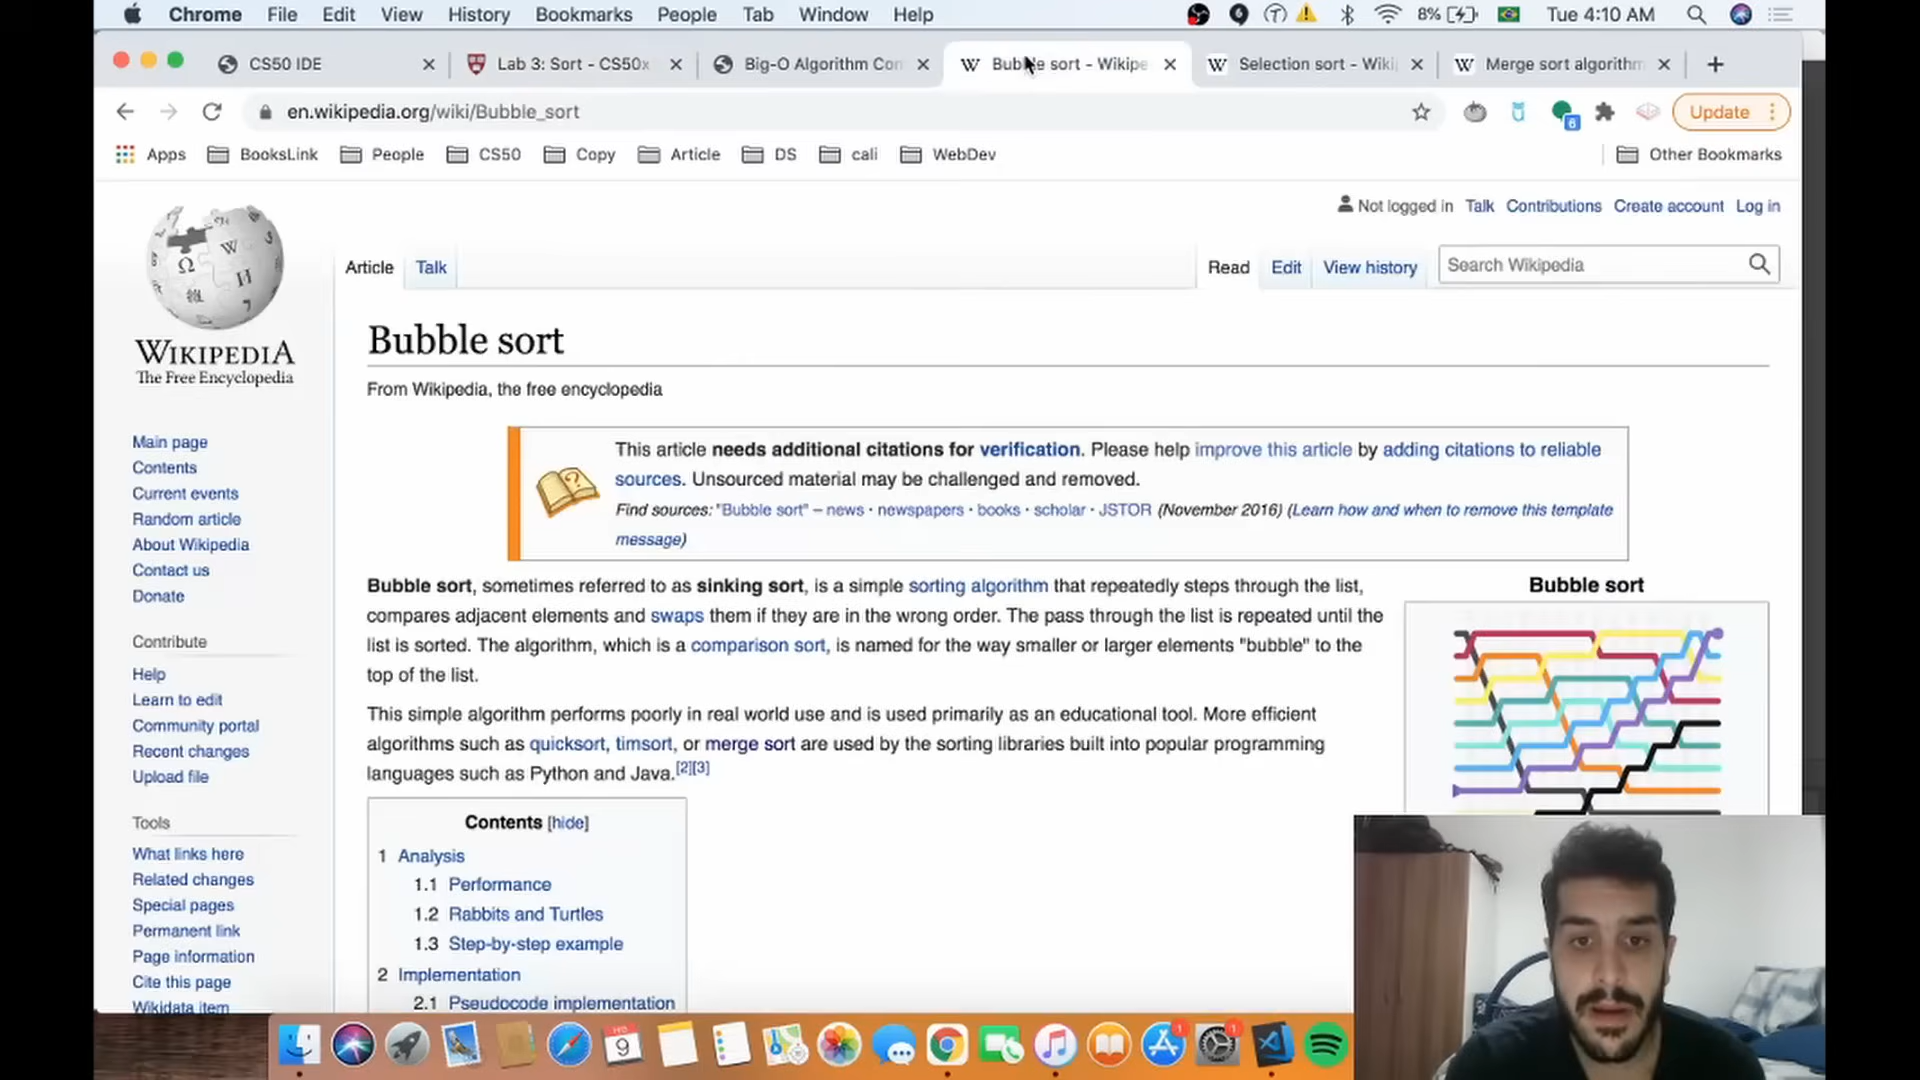 Chrome File Edit View History Bookmarks People Tab Window Help 8% Tue 4:10 AM
CS50 IDE Lab 3: Sort - CS50x Big-O Algorithm Con Bubble sort - Wikipe Selection sort - Wiki Merge sort algorithm
en.wikipedia.org/wiki/Bubble_sort 6 Update
Apps BooksLink People CS50 Copy Article DS cali WebDev Other Bookmarks
Not logged in Talk Contributions Create account Log in
Article Talk Read Edit View history Search Wikipedia
WIKIPEDIA
The Free Encyclopedia
Main page
Contents
Current events
Random article
About Wikipedia
Contact us
Donate
Contribute
Help
Learn to edit
Community portal
Recent changes
Upload file
Tools
What links here
Related changes
Special pages
Permanent link
Page information
Cite this page
Wikidata item
Bubble sort
From Wikipedia, the free encyclopedia
This article needs additional citations for verification. Please help improve this article by adding citations to reliable
sources. Unsourced material may be challenged and removed.
Find sources: "Bubble sort" – news · newspapers · books · scholar · JSTOR (November 2016) (Learn how and when to remove this template
message)
Bubble sort, sometimes referred to as sinking sort, is a simple sorting algorithm that repeatedly steps through the list,
compares adjacent elements and swaps them if they are in the wrong order. The pass through the list is repeated until the
list is sorted. The algorithm, which is a comparison sort, is named for the way smaller or larger elements "bubble" to the
top of the list.
This simple algorithm performs poorly in real world use and is used primarily as an educational tool. More efficient
algorithms such as quicksort, timsort, or merge sort are used by the sorting libraries built into popular programming
languages such as Python and Java.[2][3]
Bubble sort
Contents [hide]
1 Analysis
1.1 Performance
1.2 Rabbits and Turtles
1.3 Step-by-step example
2 Implementation
2.1 Pseudocode implementation
9
1
1